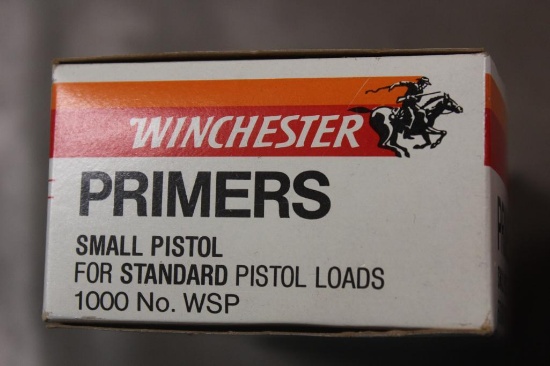 WINCHESTER
PRIMERS
SMALL PISTOL
FOR STANDARD PISTOL LOADS
1000 No. WSP